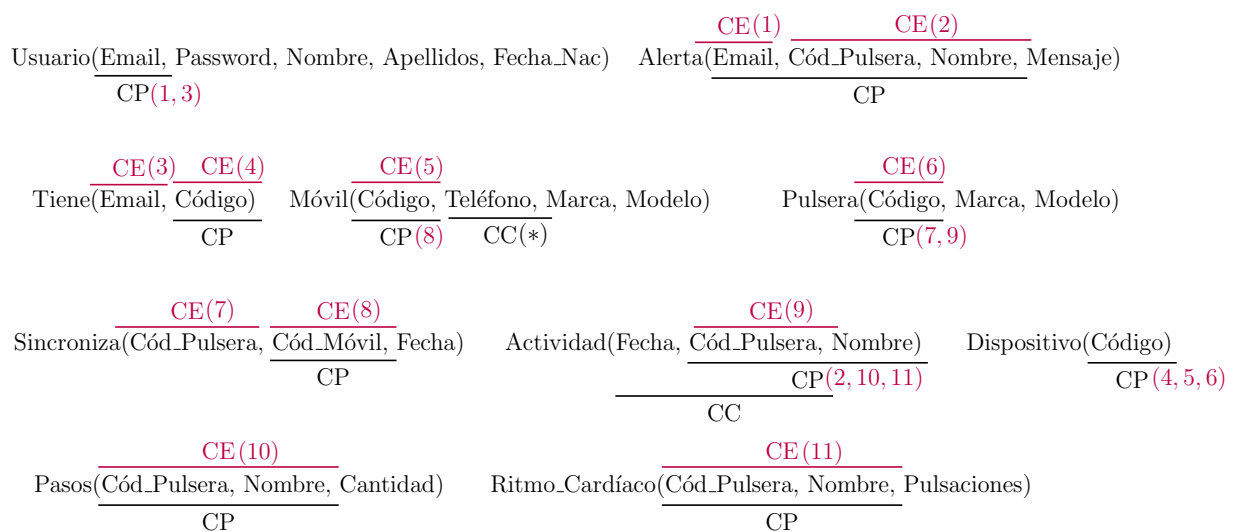 CE(1) CE(2)
Usuario(Email, Password, Nombre, Apellidos, Fecha_Nac) Alerta(Email, Cód_Pulsera, Nombre, Mensaje)
CP(1, 3) CP
CE(3) CE(4) CE(5) CE(6)
Tiene(Email, Código) Móvil(Código, Teléfono, Marca, Modelo) Pulsera(Código, Marca, Modelo)
CP CP(8) CC(*) CP(7, 9)
CE(7) CE(8) CE(9)
Sincroniza(Cód_Pulsera, Cód_Móvil, Fecha) Actividad(Fecha, Cód_Pulsera, Nombre) Dispositivo(Código)
CP CP(2, 10, 11) CP(4, 5, 6)
CC
CE(10) CE(11)
Pasos(Cód_Pulsera, Nombre, Cantidad) Ritmo_Cardíaco(Cód_Pulsera, Nombre, Pulsaciones)
CP CP